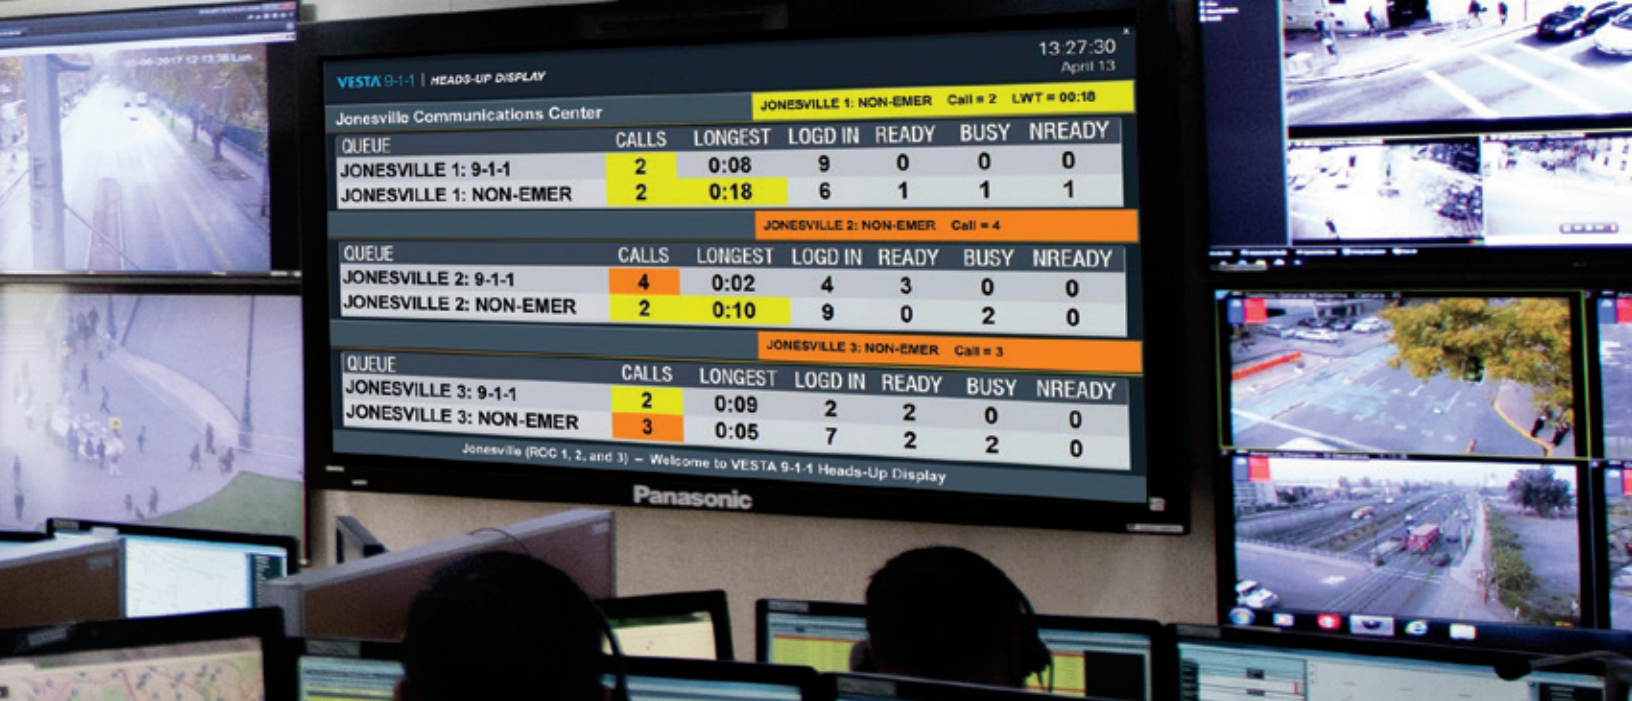 13:27:30
April 13
VESTA 9-1-1 | HEADS-UP DISPLAY
Jonesville Communications Center
JONESVILLE 1: NON-EMER Call = 2 LWT = 00:18
QUEUE CALLS LONGEST LOGD IN READY BUSY NREADY
JONESVILLE 1: 9-1-1 2 0:08 9 0 0 0
JONESVILLE 1: NON-EMER 2 0:18 6 1 1 1
JONESVILLE 2: NON-EMER Call = 4
QUEUE CALLS LONGEST LOGD IN READY BUSY NREADY
JONESVILLE 2: 9-1-1 4 0:02 4 3 0 0
JONESVILLE 2: NON-EMER 2 0:10 9 0 2 0
JONESVILLE 3: NON-EMER Call = 3
QUEUE CALLS LONGEST LOGD IN READY BUSY NREADY
JONESVILLE 3: 9-1-1 2 0:09 2 2 0 0
JONESVILLE 3: NON-EMER 3 0:05 7 2 2 0
Jonesville (ROC 1, 2, and 3) – Welcome to VESTA 9-1-1 Heads-Up Display
Panasonic